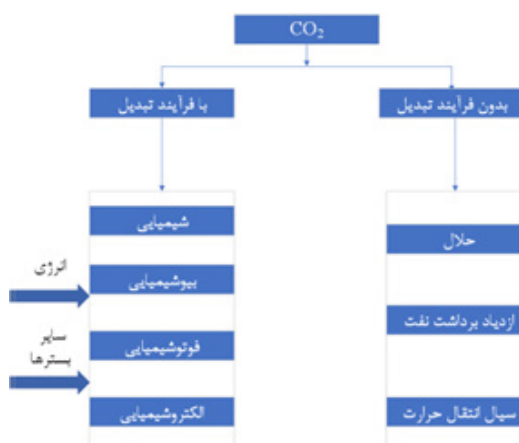 CO₂
بدون فرآیند تبدیل
با فرآیند تبدیل
شیمیایی
حلال
انرژی
بیوشیمیایی
ازدیاد برداشت نفت
سایر
بسترها
فوتوشیمیایی
سیال انتقال حرارت
الکتروشیمیایی